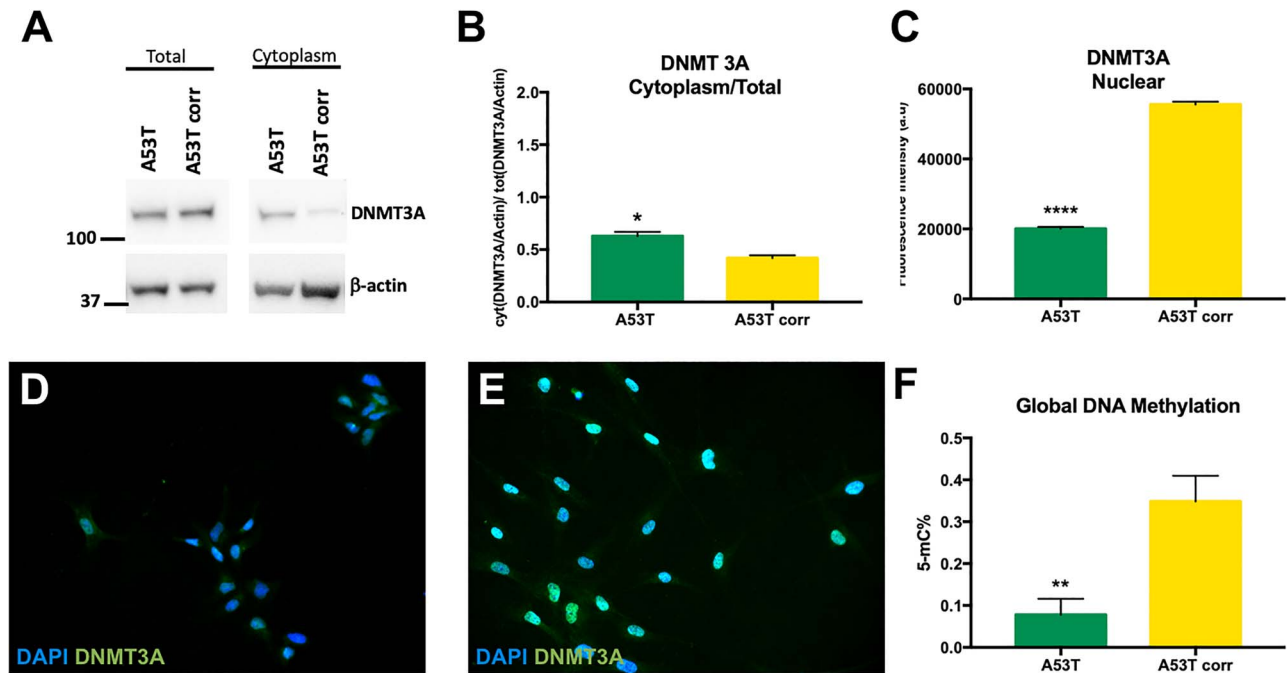 A
Total
Cytoplasm
A53T
A53T corr
A53T
A53T corr
DNMT3A
100
β-actin
37
B
DNMT 3A
Cytoplasm/Total
cyt(DNMT3A/Actin)/ tot(DNMT3A/Actin)
2.0
1.5
1.0
0.5
0.0
*
A53T
A53T corr
C
DNMT3A
Nuclear
Fluorescence Intensity (a.u)
60000
40000
20000
0
****
A53T
A53T corr
D
DAPI DNMT3A
E
DAPI DNMT3A
F
Global DNA Methylation
5-mC%
0.5
0.4
0.3
0.2
0.1
0.0
**
A53T
A53T corr